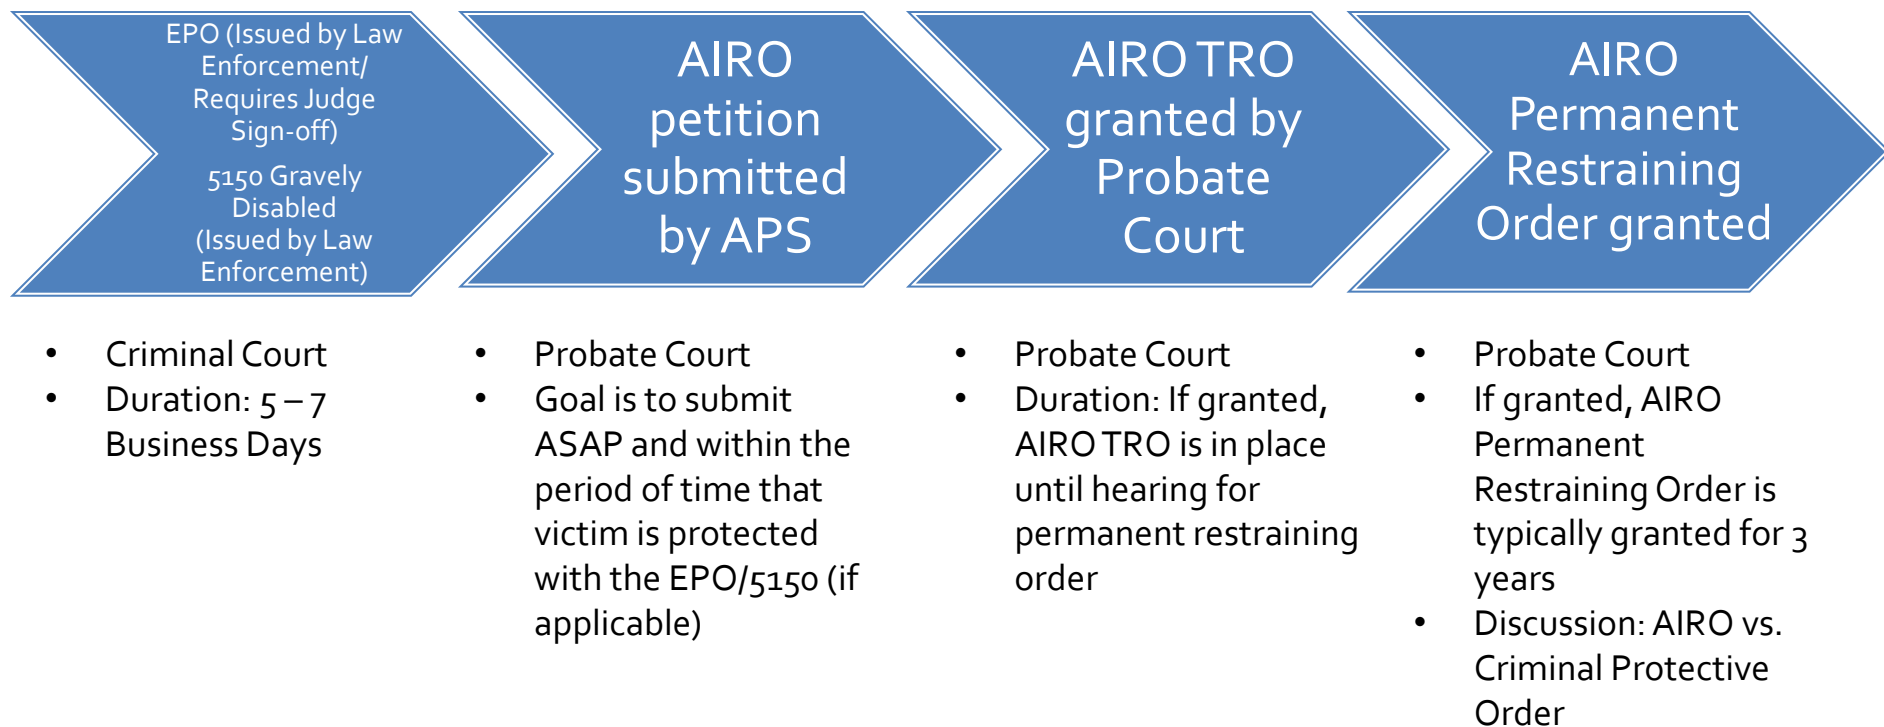 EPO (Issued by Law
Enforcement/
Requires Judge
Sign-off)
5150 Gravely
Disabled
(Issued by Law
Enforcement)
AIRO
petition
submitted
by APS
AIRO TRO
granted by
Probate
Court
AIRO
Permanent
Restraining
Order granted
• Criminal Court
• Duration: 5 – 7
Business Days
• Probate Court
• Goal is to submit
ASAP and within the
period of time that
victim is protected
with the EPO/5150 (if
applicable)
• Probate Court
• Duration: If granted,
AIRO TRO is in place
until hearing for
permanent restraining
order
• Probate Court
• If granted, AIRO
Permanent
Restraining Order is
typically granted for 3
years
• Discussion: AIRO vs.
Criminal Protective
Order